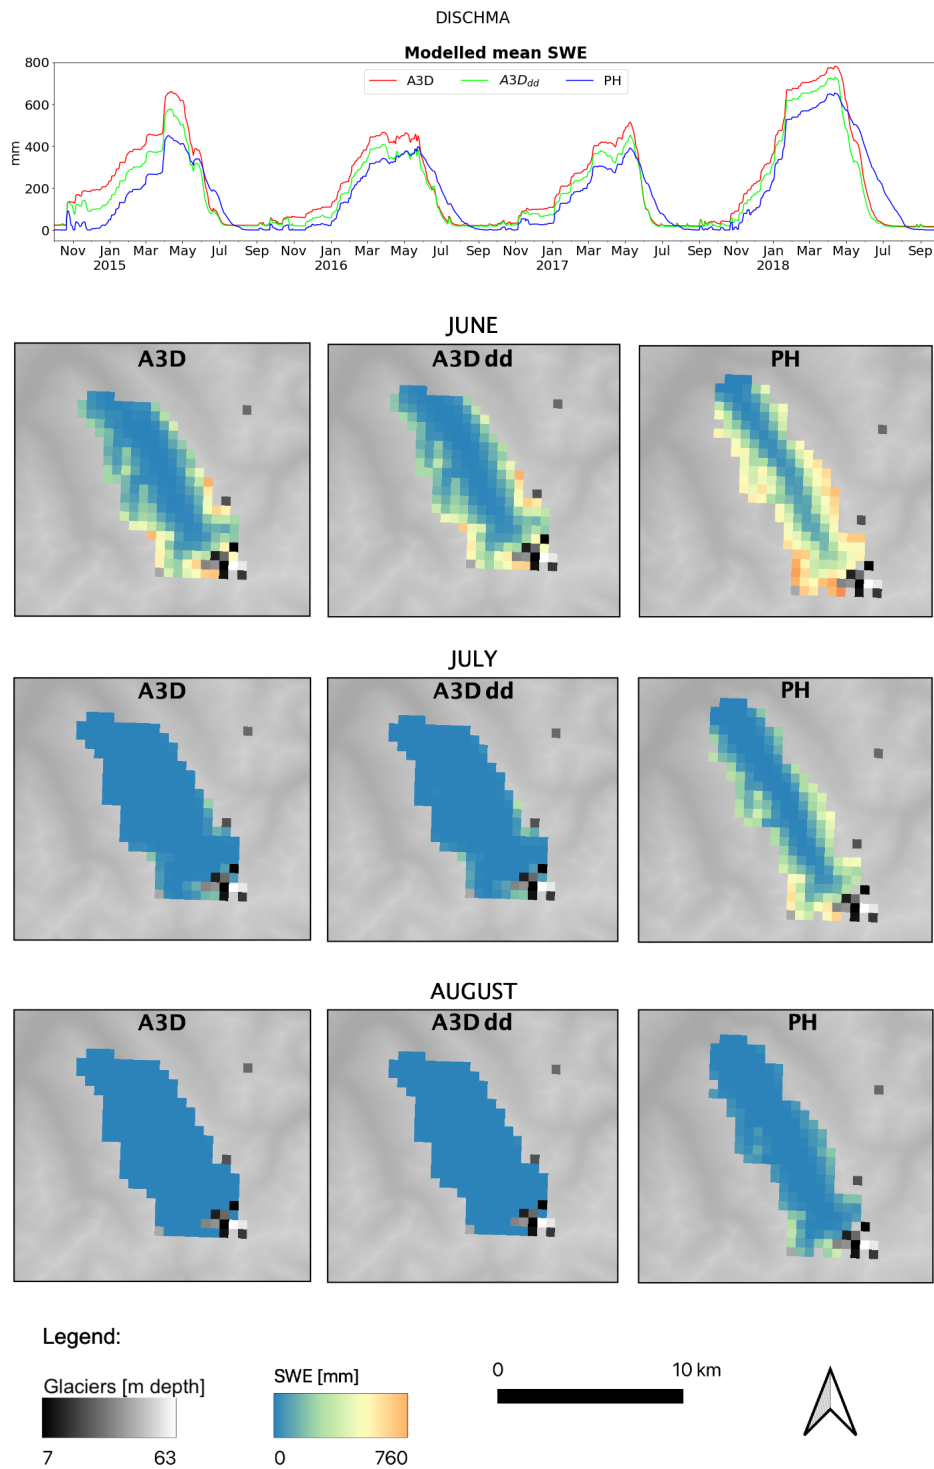 DISCHMA
Modelled mean SWE
A3D A3Ddd PH
800
600
400
200
0
mm
Nov Jan Mar May Jul Sep Nov Jan Mar May Jul Sep Nov Jan Mar May Jul Sep Nov Jan Mar May Jul Sep
2015 2016 2017 2018
JUNE
A3D A3D dd PH
JULY
A3D A3D dd PH
AUGUST
A3D A3D dd PH
Legend:
Glaciers [m depth]
7 63
SWE [mm]
0 760
0 10 km